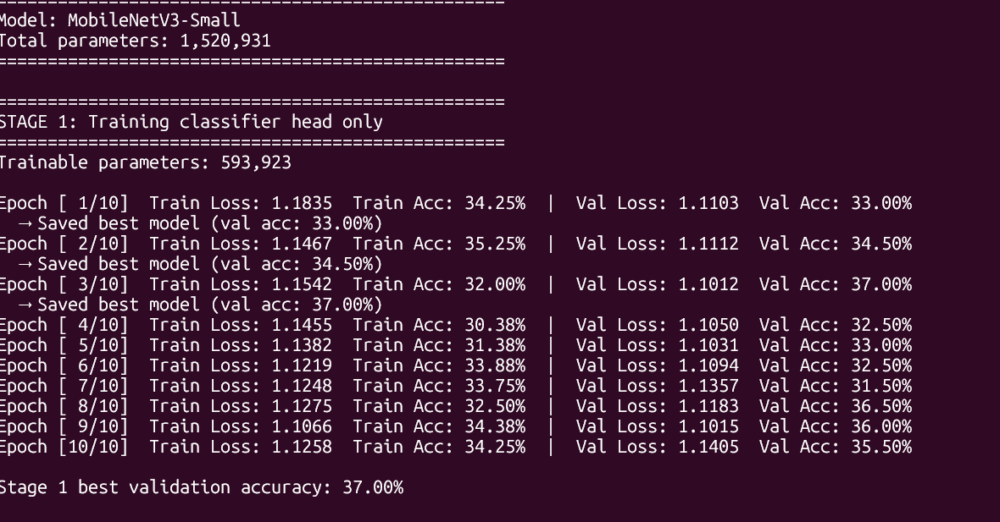 ==================================================
Model: MobileNetV3-Small
Total parameters: 1,520,931
==================================================
==================================================
STAGE 1: Training classifier head only
==================================================
Trainable parameters: 593,923
Epoch [ 1/10]  Train Loss: 1.1835  Train Acc: 34.25%  |  Val Loss: 1.1103  Val Acc: 33.00%
  → Saved best model (val acc: 33.00%)
Epoch [ 2/10]  Train Loss: 1.1467  Train Acc: 35.25%  |  Val Loss: 1.1112  Val Acc: 34.50%
  → Saved best model (val acc: 34.50%)
Epoch [ 3/10]  Train Loss: 1.1542  Train Acc: 32.00%  |  Val Loss: 1.1012  Val Acc: 37.00%
  → Saved best model (val acc: 37.00%)
Epoch [ 4/10]  Train Loss: 1.1455  Train Acc: 30.38%  |  Val Loss: 1.1050  Val Acc: 32.50%
Epoch [ 5/10]  Train Loss: 1.1382  Train Acc: 31.38%  |  Val Loss: 1.1031  Val Acc: 33.00%
Epoch [ 6/10]  Train Loss: 1.1219  Train Acc: 33.88%  |  Val Loss: 1.1094  Val Acc: 32.50%
Epoch [ 7/10]  Train Loss: 1.1248  Train Acc: 33.75%  |  Val Loss: 1.1357  Val Acc: 31.50%
Epoch [ 8/10]  Train Loss: 1.1275  Train Acc: 32.50%  |  Val Loss: 1.1183  Val Acc: 36.50%
Epoch [ 9/10]  Train Loss: 1.1066  Train Acc: 34.38%  |  Val Loss: 1.1015  Val Acc: 36.00%
Epoch [10/10]  Train Loss: 1.1258  Train Acc: 34.25%  |  Val Loss: 1.1405  Val Acc: 35.50%
Stage 1 best validation accuracy: 37.00%